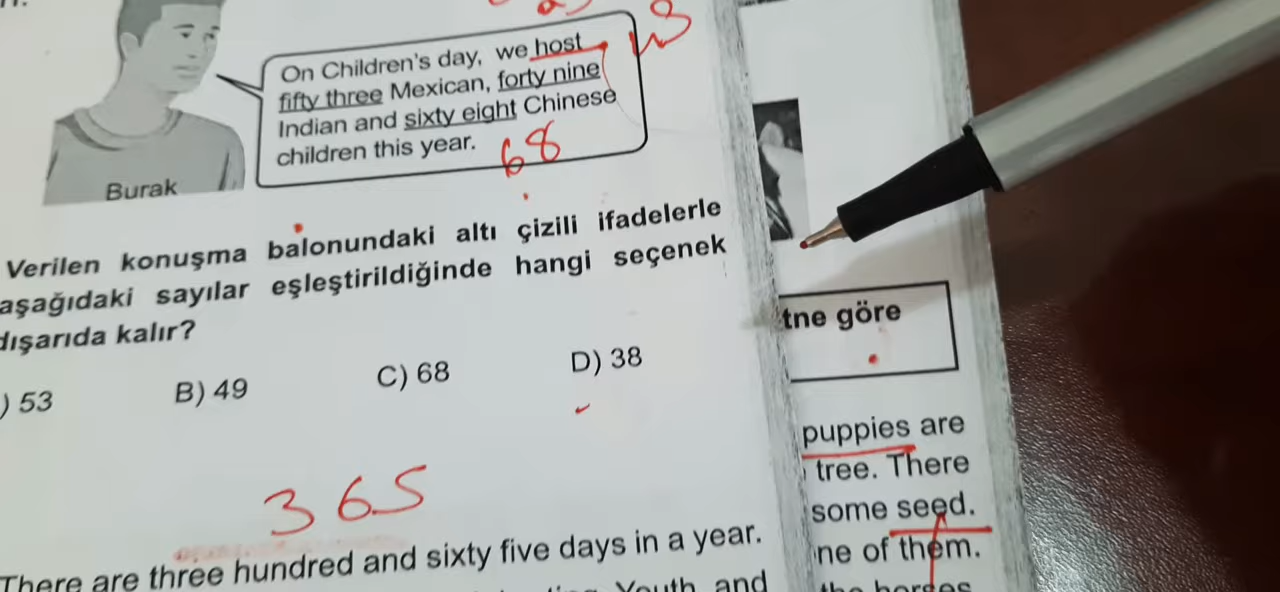 On Children's day, we host
fifty three Mexican, forty nine
Indian and sixty eight Chinese
children this year.
68
Burak
Verilen konuşma balonundaki altı çizili ifadelerle
aşağıdaki sayılar eşleştirildiğinde hangi seçenek
dışarıda kalır?
) 53
B) 49
C) 68
D) 38
365
There are three hundred and sixty five days in a year.
Youth and
göre
puppies are
tree. There
some seed.
of them.
horses